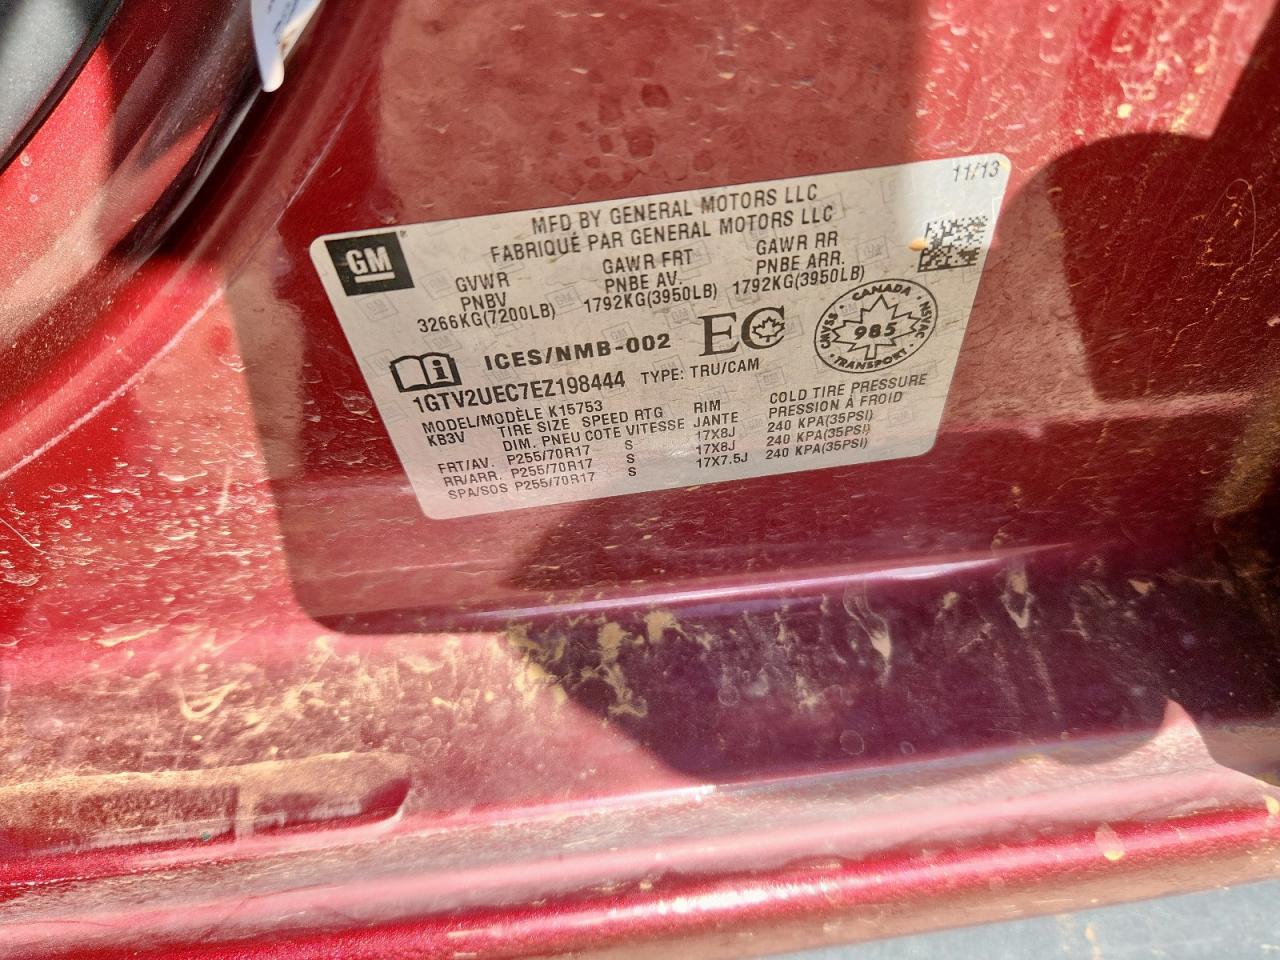 11/13
MFD BY GENERAL MOTORS LLC
FABRIQUÉ PAR GENERAL MOTORS LLC
GM
GVWR GAWR FRT GAWR RR
PNBV PNBE AV. PNBE ARR.
3266KG(7200LB) 1792KG(3950LB) 1792KG(3950LB)
ICES/NMB-002 EC CANADA CMVSS NSVAC 985 TRANSPORT
1GTV2UEC7EZ198444 TYPE: TRU/CAM
MODEL/MODÈLE K15753
KB3V TIRE SIZE SPEED RTG RIM COLD TIRE PRESSURE
DIM. PNEU COTE VITESSE JANTE PRESSION À FROID
FRT/AV. P255/70R17 S 17X8J 240 KPA(35PSI)
RR/ARR. P255/70R17 S 17X8J 240 KPA(35PSI)
SPA/SOS P255/70R17 S 17X7.5J 240 KPA(35PSI)